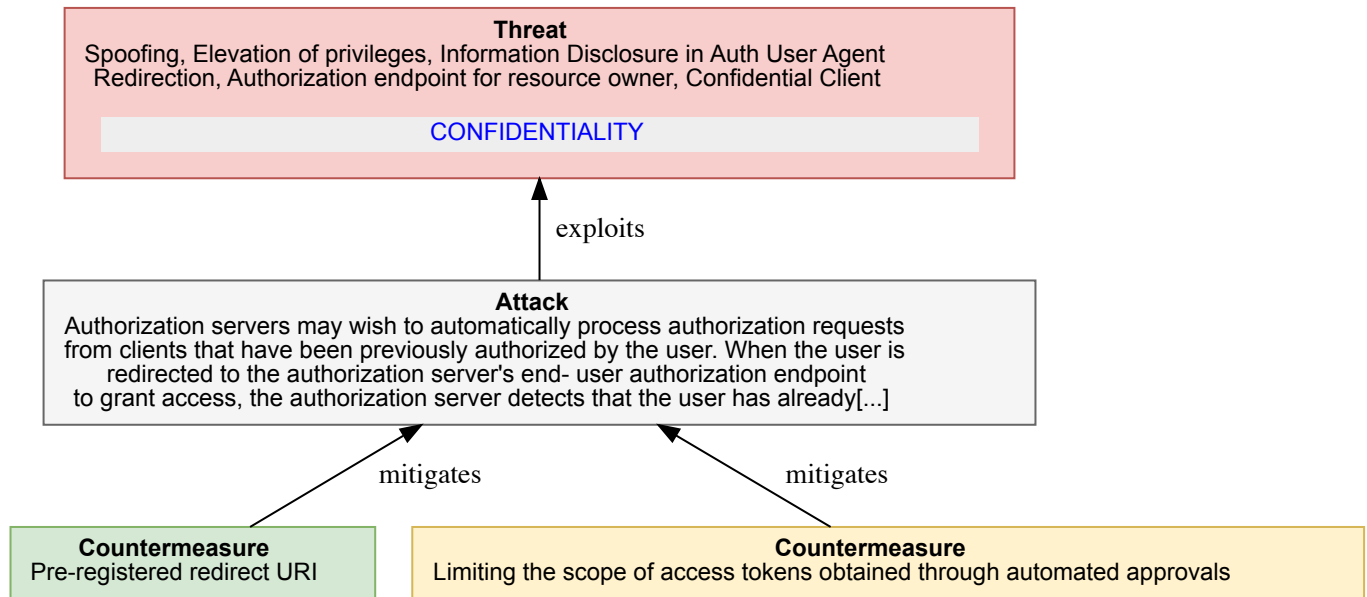 Threat
Spoofing, Elevation of privileges, Information Disclosure in Auth User Agent
Redirection, Authorization endpoint for resource owner, Confidential Client
CONFIDENTIALITY
exploits
Attack
Authorization servers may wish to automatically process authorization requests
from clients that have been previously authorized by the user. When the user is
redirected to the authorization server's end- user authorization endpoint
to grant access, the authorization server detects that the user has already[...]
mitigates
mitigates
Countermeasure
Pre-registered redirect URI
Countermeasure
Limiting the scope of access tokens obtained through automated approvals